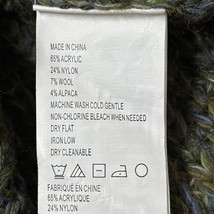 MADE IN CHINA
65% ACRYLIC
24% NYLON
7% WOOL
4% ALPACA
MACHINE WASH COLD GENTLE
NON-CHLORINE BLEACH WHEN NEEDED
DRY FLAT
IRON LOW
DRY CLEANABLE
FABRIQUÉ EN CHINE
65% ACRYLIQUE
24% NYLON